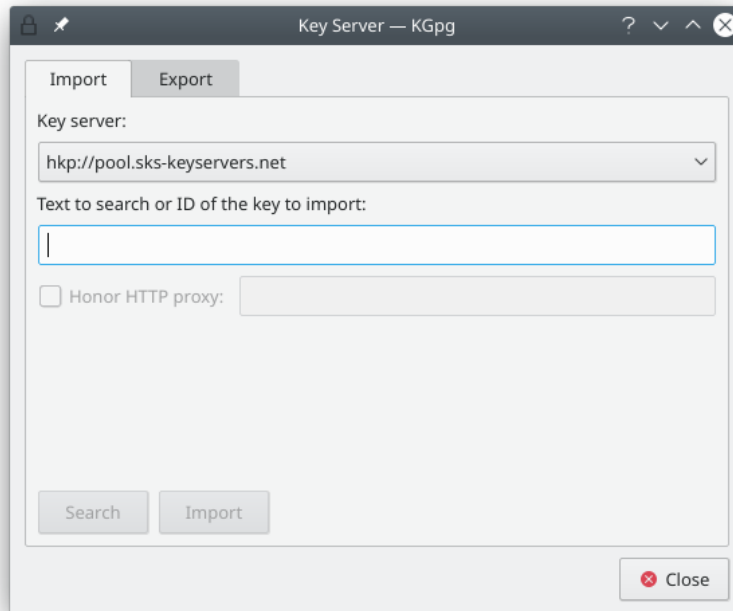 Key Server — KGpg
Import Export
Key server:
hkp://pool.sks-keyservers.net
Text to search or ID of the key to import:
Honor HTTP proxy:
Search Import
Close